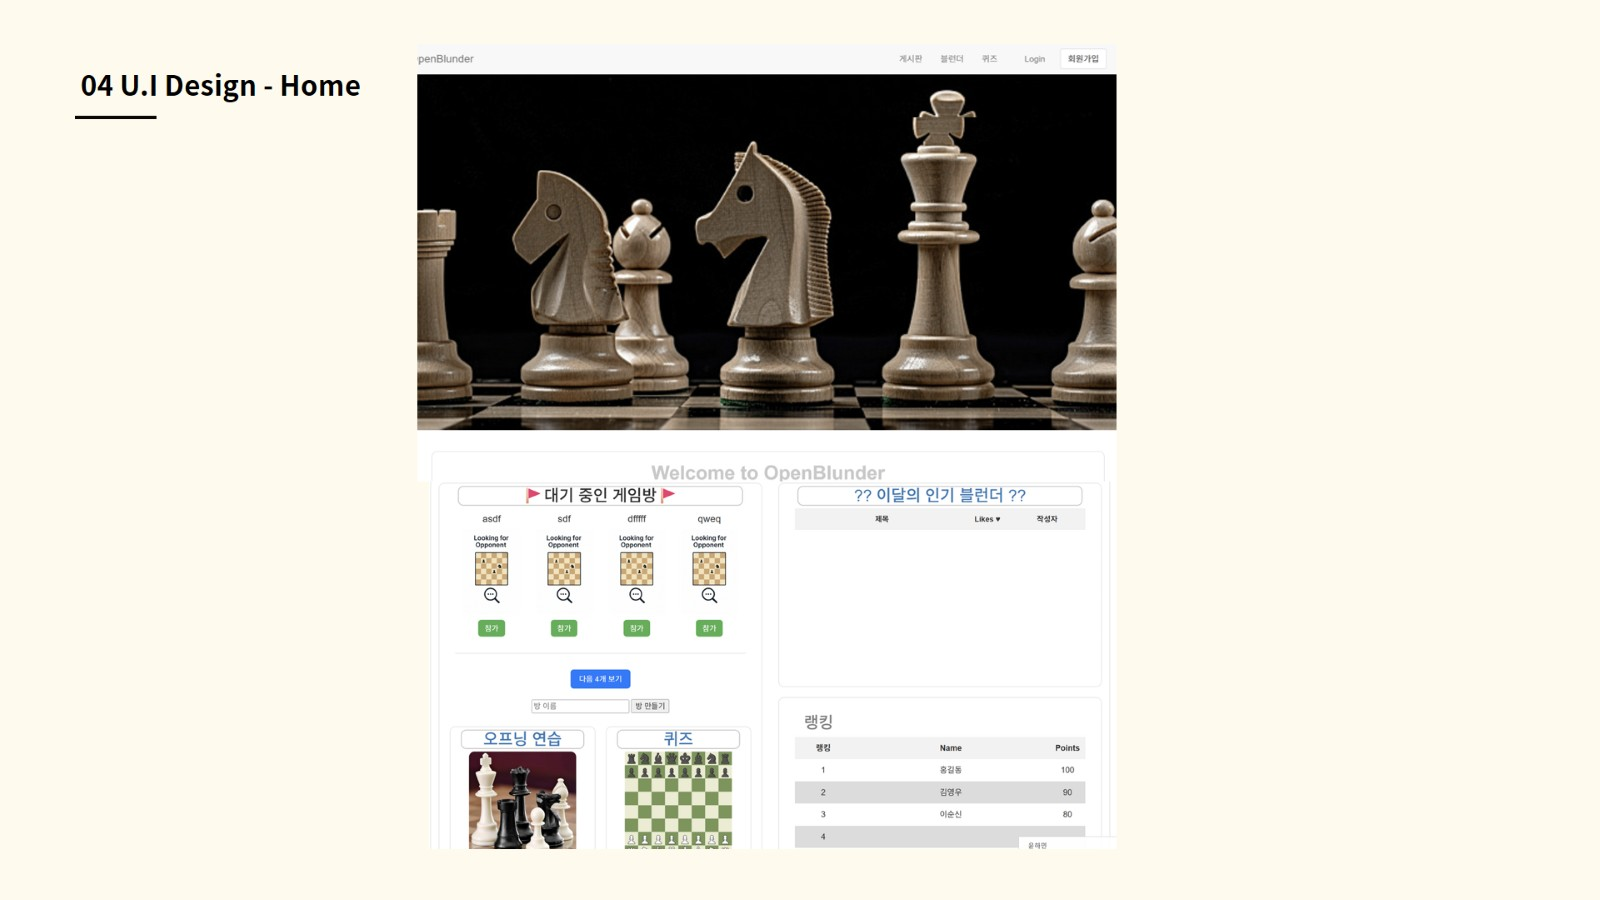 04 U.I Design - Home
penBlunder
게시판 블런더 퀴즈 Login 회원가입
Welcome to OpenBlunder
🚩 대기 중인 게임방 🚩
asdf sdf dfffff qweq
Looking for Opponent Looking for Opponent Looking for Opponent Looking for Opponent
참가 참가 참가 참가
다음 4개 보기
방 이름 방 만들기
오프닝 연습 퀴즈
?? 이달의 인기 블런더 ??
제목 Likes ♥ 작성자
랭킹
랭킹 Name Points
1 홍길동 100
2 김영우 90
3 이순신 80
4